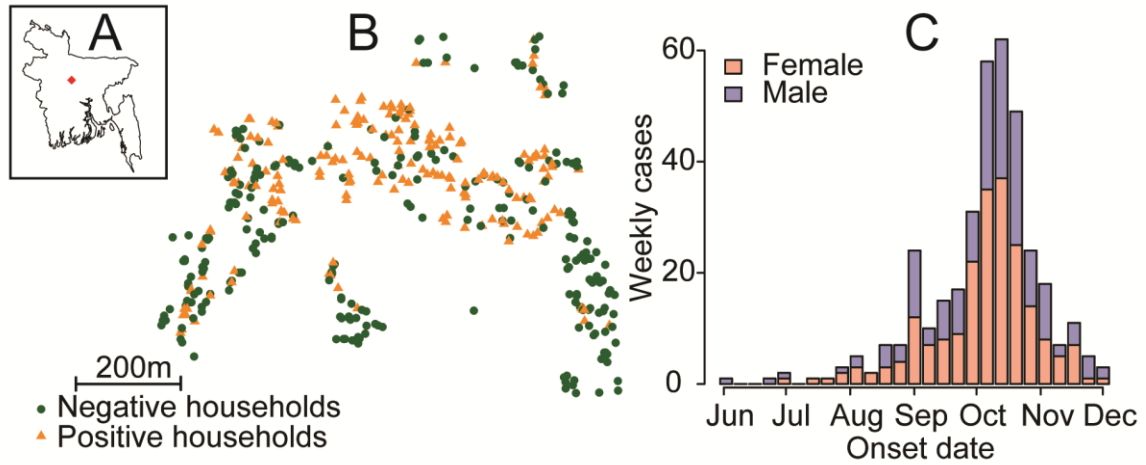 A
B
C
200m
Negative households
Positive households
Female
Male
Weekly cases
60
40
20
0
Jun Jul Aug Sep Oct Nov Dec
Onset date